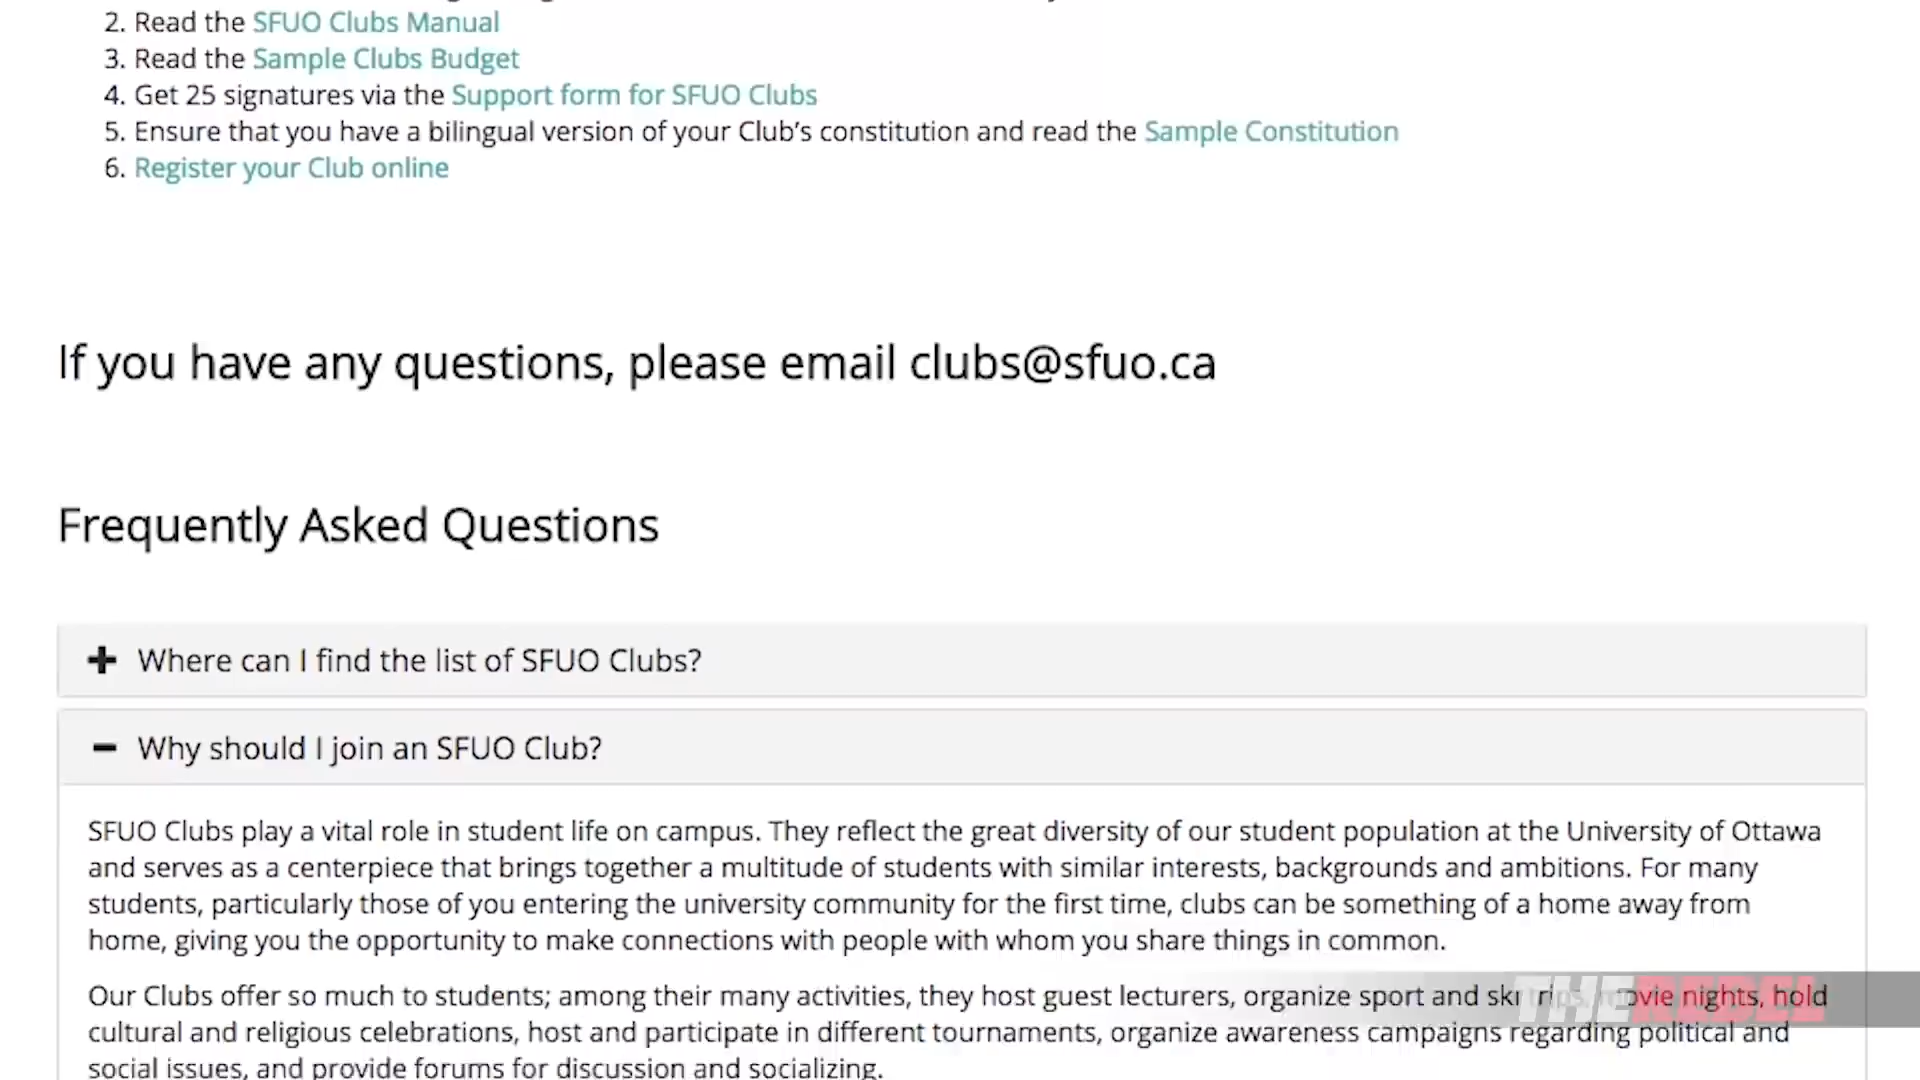 2. Read the SFUO Clubs Manual
3. Read the Sample Clubs Budget
4. Get 25 signatures via the Support form for SFUO Clubs
5. Ensure that you have a bilingual version of your Club's constitution and read the Sample Constitution
6. Register your Club online
If you have any questions, please email clubs@sfuo.ca
Frequently Asked Questions
Where can I find the list of SFUO Clubs?
Why should I join an SFUO Club?
SFUO Clubs play a vital role in student life on campus. They reflect the great diversity of our student population at the University of Ottawa
and serves as a centerpiece that brings together a multitude of students with similar interests, backgrounds and ambitions. For many
students, particularly those of you entering the university community for the first time, clubs can be something of a home away from
home, giving you the opportunity to make connections with people with whom you share things in common.
Our Clubs offer so much to students; among their many activities, they host guest lecturers, organize sport and ski trips, movie nights, hold
cultural and religious celebrations, host and participate in different tournaments, organize awareness campaigns regarding political and
social issues, and provide forums for discussion and socializing.
THE REBEL